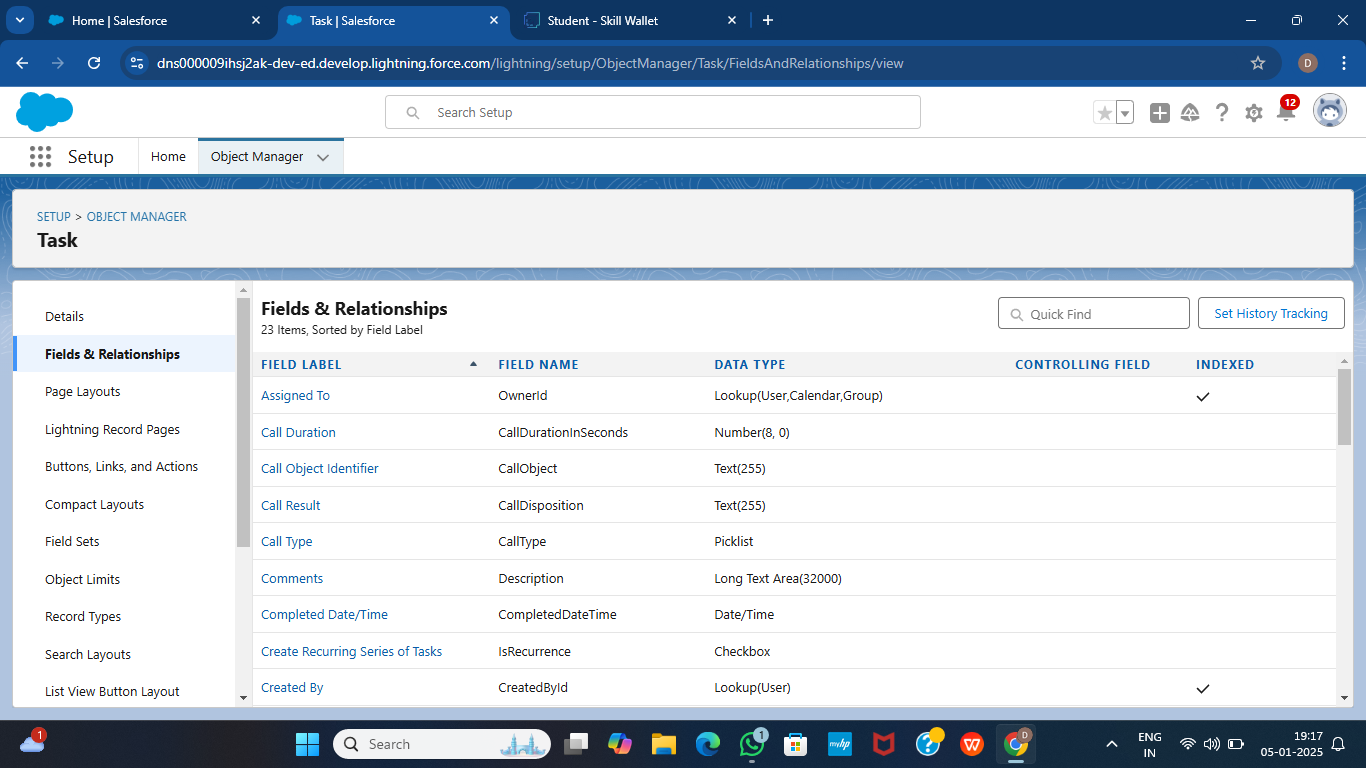 Home | Salesforce
Task | Salesforce
Student - Skill Wallet
dns000009ihsj2ak-dev-ed.develop.lightning.force.com/lightning/setup/ObjectManager/Task/FieldsAndRelationships/view
D
Search Setup
12
Setup
Home
Object Manager
SETUP > OBJECT MANAGER
Task
Details
Fields & Relationships
Page Layouts
Lightning Record Pages
Buttons, Links, and Actions
Compact Layouts
Field Sets
Object Limits
Record Types
Search Layouts
List View Button Layout
Fields & Relationships
23 Items, Sorted by Field Label
Quick Find
Set History Tracking
FIELD LABEL FIELD NAME DATA TYPE CONTROLLING FIELD INDEXED
Assigned To OwnerId Lookup(User,Calendar,Group)
Call Duration CallDurationInSeconds Number(8, 0)
Call Object Identifier CallObject Text(255)
Call Result CallDisposition Text(255)
Call Type CallType Picklist
Comments Description Long Text Area(32000)
Completed Date/Time CompletedDateTime Date/Time
Create Recurring Series of Tasks IsRecurrence Checkbox
Created By CreatedById Lookup(User)
1
Search
1
myhp
D
ENG
IN
19:17
05-01-2025